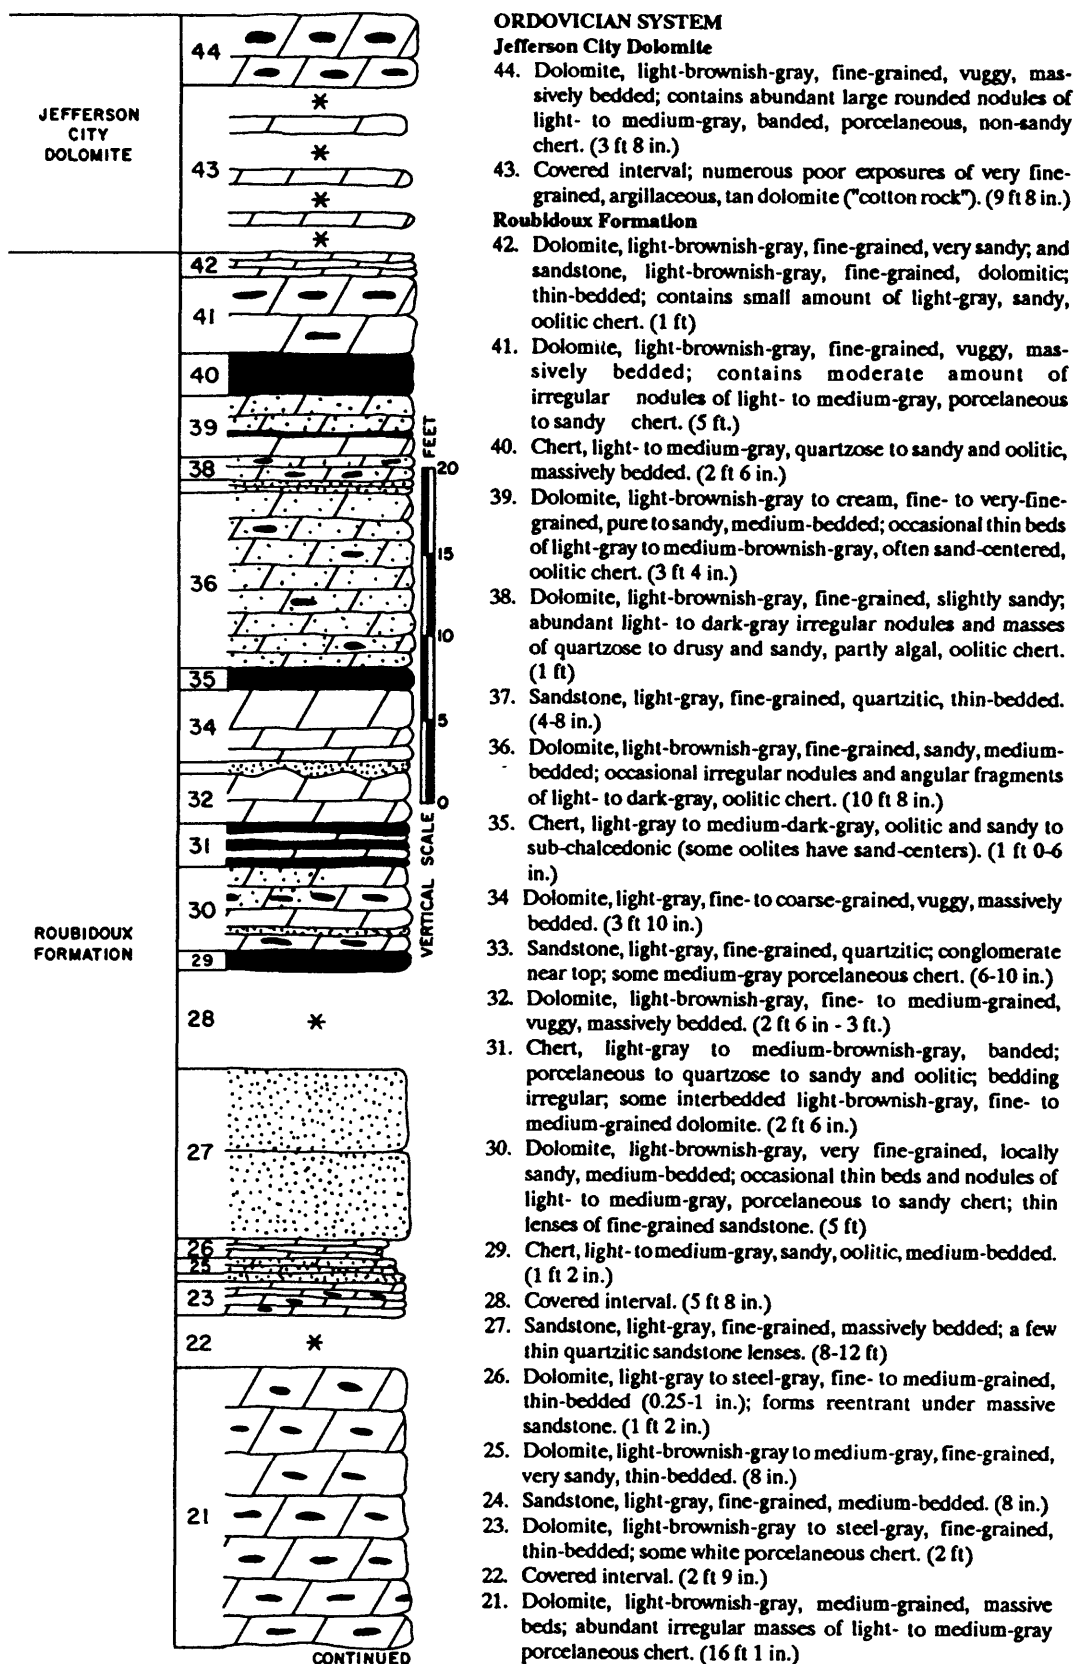 JEFFERSON
CITY
DOLOMITE
ROUBIDOUX
FORMATION
44
43
42
41
40
39
38
36
35
34
32
31
30
29
28
27
26
25
23
22
21
*
*
*
*
*
*
VERTICAL SCALE FEET
20
15
10
5
0
CONTINUED
ORDOVICIAN SYSTEM
Jefferson City Dolomite
44. Dolomite, light-brownish-gray, fine-grained, vuggy, mas-
sively bedded; contains abundant large rounded nodules of
light- to medium-gray, banded, porcelaneous, non-sandy
chert. (3 ft 8 in.)
43. Covered interval; numerous poor exposures of very fine-
grained, argillaceous, tan dolomite ("cotton rock"). (9 ft 8 in.)
Roubidoux Formation
42. Dolomite, light-brownish-gray, fine-grained, very sandy; and
sandstone, light-brownish-gray, fine-grained, dolomitic;
thin-bedded; contains small amount of light-gray, sandy,
oolitic chert. (1 ft)
41. Dolomite, light-brownish-gray, fine-grained, vuggy, mas-
sively bedded; contains moderate amount of
irregular nodules of light- to medium-gray, porcelaneous
to sandy chert. (5 ft.)
40. Chert, light- to medium-gray, quartzose to sandy and oolitic,
massively bedded. (2 ft 6 in.)
39. Dolomite, light-brownish-gray to cream, fine- to very-fine-
grained, pure to sandy, medium-bedded; occasional thin beds
of light-gray to medium-brownish-gray, often sand-centered,
oolitic chert. (3 ft 4 in.)
38. Dolomite, light-brownish-gray, fine-grained, slightly sandy;
abundant light- to dark-gray irregular nodules and masses
of quartzose to drusy and sandy, partly algal, oolitic chert.
(1 ft)
37. Sandstone, light-gray, fine-grained, quartzitic, thin-bedded.
(4-8 in.)
36. Dolomite, light-brownish-gray, fine-grained, sandy, medium-
bedded; occasional irregular nodules and angular fragments
of light- to dark-gray, oolitic chert. (10 ft 8 in.)
35. Chert, light-gray to medium-dark-gray, oolitic and sandy to
sub-chalcedonic (some oolites have sand-centers). (1 ft 0-6
in.)
34 Dolomite, light-gray, fine- to coarse-grained, vuggy, massively
bedded. (3 ft 10 in.)
33. Sandstone, light-gray, fine-grained, quartzitic; conglomerate
near top; some medium-gray porcelaneous chert. (6-10 in.)
32. Dolomite, light-brownish-gray, fine- to medium-grained,
vuggy, massively bedded. (2 ft 6 in - 3 ft.)
31. Chert, light-gray to medium-brownish-gray, banded;
porcelaneous to quartzose to sandy and oolitic; bedding
irregular; some interbedded light-brownish-gray, fine- to
medium-grained dolomite. (2 ft 6 in.)
30. Dolomite, light-brownish-gray, very fine-grained, locally
sandy, medium-bedded; occasional thin beds and nodules of
light- to medium-gray, porcelaneous to sandy chert; thin
lenses of fine-grained sandstone. (5 ft)
29. Chert, light- to medium-gray, sandy, oolitic, medium-bedded.
(1 ft 2 in.)
28. Covered interval. (5 ft 8 in.)
27. Sandstone, light-gray, fine-grained, massively bedded; a few
thin quartzitic sandstone lenses. (8-12 ft)
26. Dolomite, light-gray to steel-gray, fine- to medium-grained,
thin-bedded (0.25-1 in.); forms reentrant under massive
sandstone. (1 ft 2 in.)
25. Dolomite, light-brownish-gray to medium-gray, fine-grained,
very sandy, thin-bedded. (8 in.)
24. Sandstone, light-gray, fine-grained, medium-bedded. (8 in.)
23. Dolomite, light-brownish-gray to steel-gray, fine-grained,
thin-bedded; some white porcelaneous chert. (2 ft)
22. Covered interval. (2 ft 9 in.)
21. Dolomite, light-brownish-gray, medium-grained, massive
beds; abundant irregular masses of light- to medium-gray
porcelaneous chert. (16 ft 1 in.)